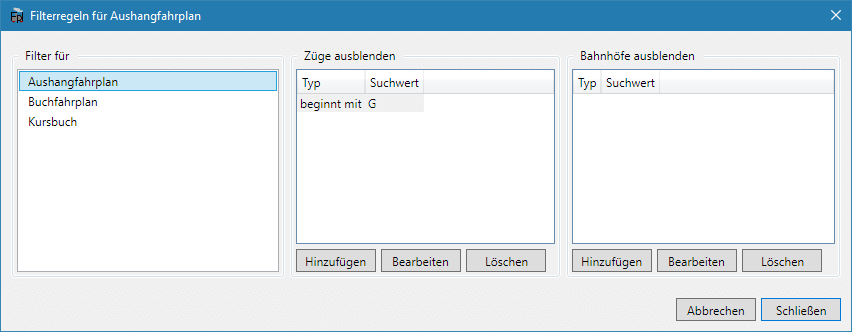 Filterregeln für Aushangfahrplan
Filter für
Aushangfahrplan
Buchfahrplan
Kursbuch
Züge ausblenden
Typ Suchwert
beginnt mit G
Hinzufügen Bearbeiten Löschen
Bahnhöfe ausblenden
Typ Suchwert
Hinzufügen Bearbeiten Löschen
Abbrechen Schließen